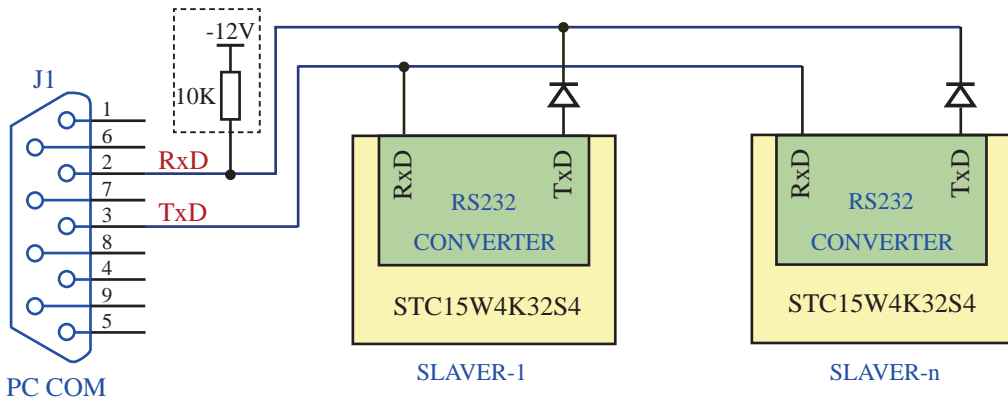 -12V
J1
10K
1
6
2
RxD
7
3
TxD
8
4
9
5
PC COM
RxD
TxD
RS232
CONVERTER
STC15W4K32S4
SLAVER-1
RxD
TxD
RS232
CONVERTER
STC15W4K32S4
SLAVER-n